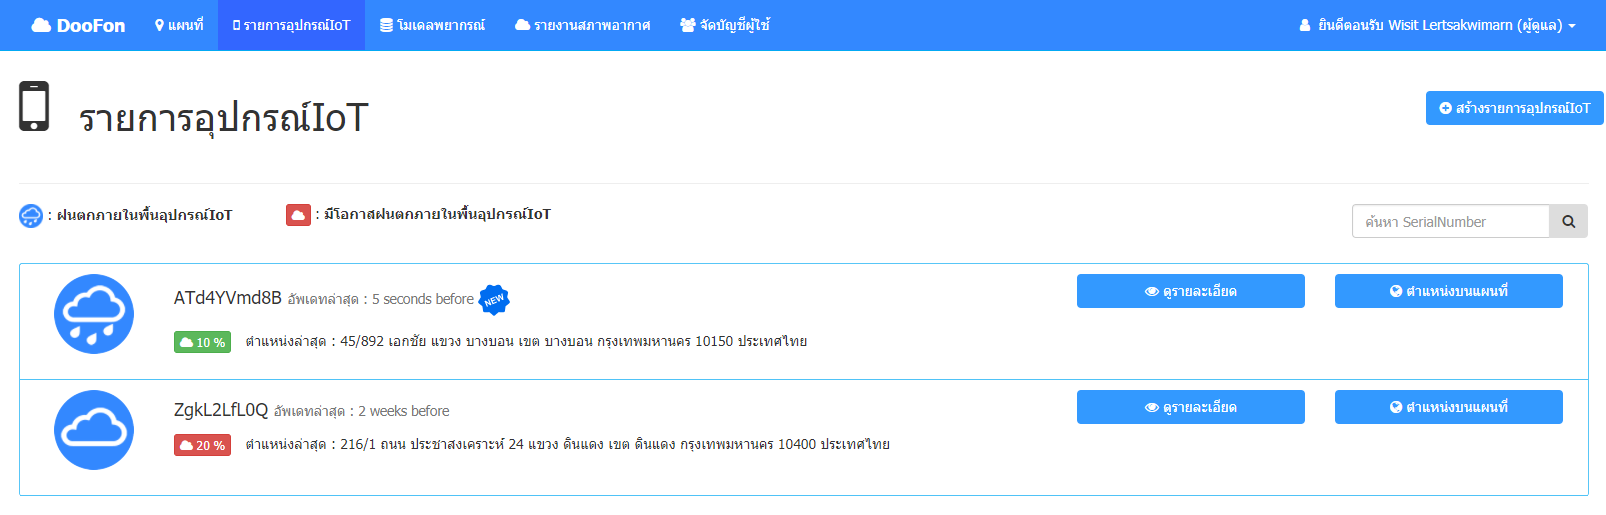 DooFon แผนที่ รายการอุปกรณ์IoT โมเดลพยากรณ์ รายงานสภาพอากาศ จัดบัญชีผู้ใช้ ยินดีตอนรับ Wisit Lertsakwimarn (ผู้ดูแล)
รายการอุปกรณ์IoT
สร้างรายการอุปกรณ์IoT
: ฝนตกภายในพื้นอุปกรณ์IoT : มีโอกาสฝนตกภายในพื้นอุปกรณ์IoT
ค้นหา SerialNumber
ATd4YVmd8B อัพเดทล่าสุด : 5 seconds before NEW ดูรายละเอียด ตำแหน่งบนแผนที่
10 % ตำแหน่งล่าสุด : 45/892 เอกชัย แขวง บางบอน เขต บางบอน กรุงเทพมหานคร 10150 ประเทศไทย
ZgkL2LfL0Q อัพเดทล่าสุด : 2 weeks before ดูรายละเอียด ตำแหน่งบนแผนที่
20 % ตำแหน่งล่าสุด : 216/1 ถนน ประชาสงเคราะห์ 24 แขวง ดินแดง เขต ดินแดง กรุงเทพมหานคร 10400 ประเทศไทย